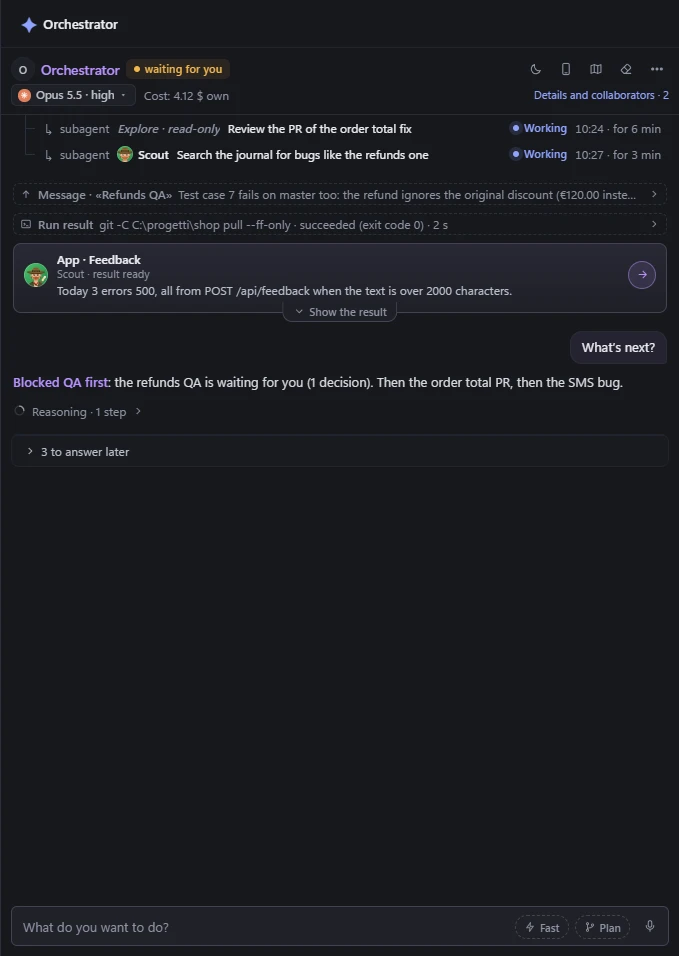 Orchestrator
O Orchestrator waiting for you
Opus 5.5 · high · Cost: 4.12 $ own Details and collaborators · 2
subagent Explore · read-only Review the PR of the order total fix Working 10:24 · for 6 min
subagent Scout Search the journal for bugs like the refunds one Working 10:27 · for 3 min
Message · «Refunds QA» Test case 7 fails on master too: the refund ignores the original discount (€120.00 inste...
Run result git -C C:\progetti\shop pull --ff-only · succeeded (exit code 0) · 2 s
App · Feedback
Scout · result ready
Today 3 errors 500, all from POST /api/feedback when the text is over 2000 characters.
Show the result
What's next?
Blocked QA first: the refunds QA is waiting for you (1 decision). Then the order total PR, then the SMS bug.
Reasoning · 1 step
3 to answer later
What do you want to do? Fast Plan